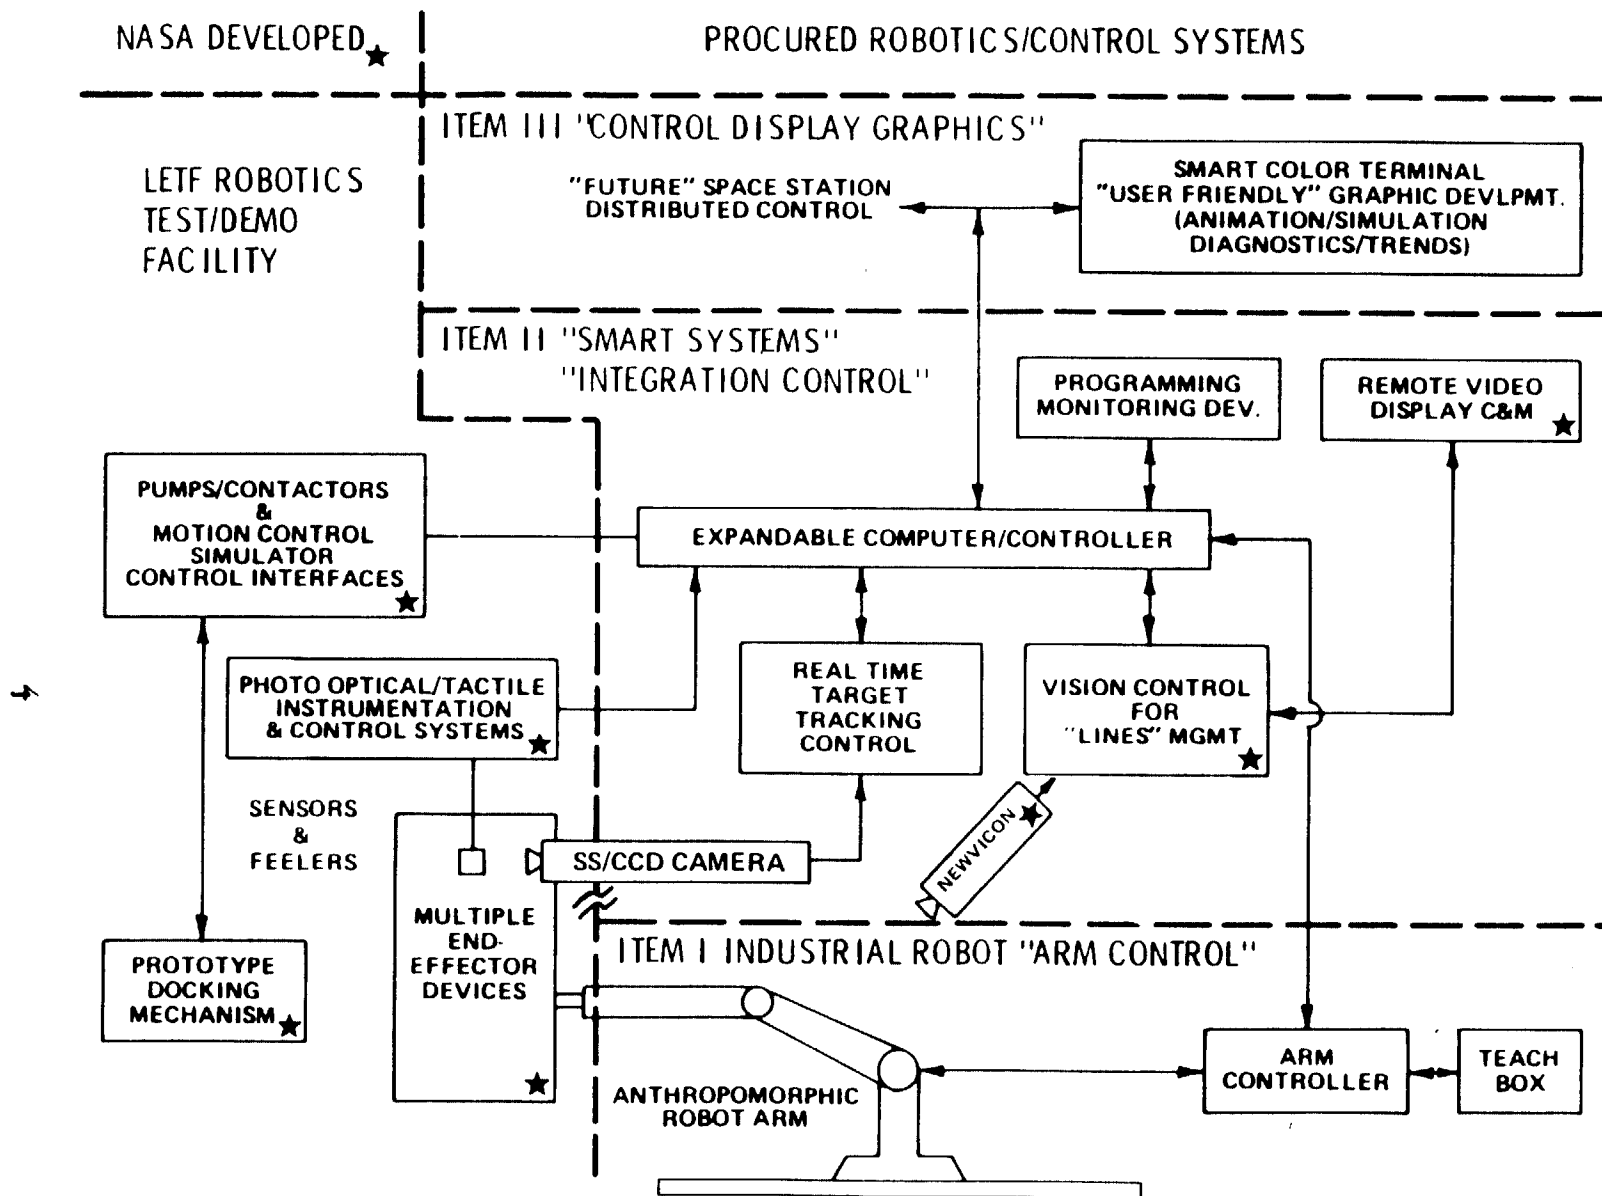 NASA DEVELOPED ★
PROCURED ROBOTICS/CONTROL SYSTEMS
LETF ROBOTICS
TEST/DEMO
FACILITY
ITEM III "CONTROL DISPLAY GRAPHICS"
"FUTURE" SPACE STATION
DISTRIBUTED CONTROL
SMART COLOR TERMINAL
"USER FRIENDLY" GRAPHIC DEVLPMT.
(ANIMATION/SIMULATION
DIAGNOSTICS/TRENDS)
ITEM II "SMART SYSTEMS"
"INTEGRATION CONTROL"
PROGRAMMING
MONITORING DEV.
REMOTE VIDEO
DISPLAY C&M
PUMPS/CONTACTORS
&
MOTION CONTROL
SIMULATOR
CONTROL INTERFACES
EXPANDABLE COMPUTER/CONTROLLER
PHOTO OPTICAL/TACTILE
INSTRUMENTATION
& CONTROL SYSTEMS
REAL TIME
TARGET
TRACKING
CONTROL
VISION CONTROL
FOR
"LINES" MGMT
4
SENSORS
&
FEELERS
SS/CCD CAMERA
NEWVICON
MULTIPLE
END-
EFFECTOR
DEVICES
PROTOTYPE
DOCKING
MECHANISM
ITEM I INDUSTRIAL ROBOT "ARM CONTROL"
ANTHROPOMORPHIC
ROBOT ARM
ARM
CONTROLLER
TEACH
BOX